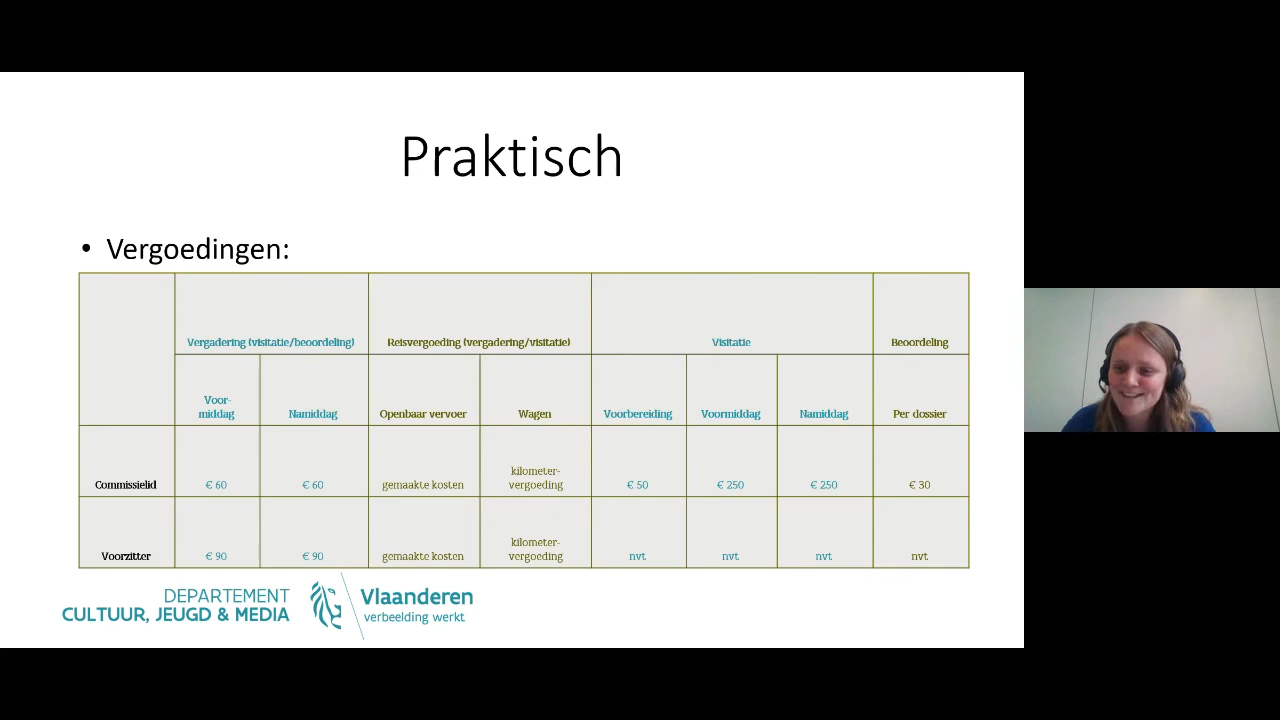 Praktisch
• Vergoedingen:
Vergadering (visitatie/beoordeling) Reisvergoeding (vergadering/visitatie) Visitatie Beoordeling
Voor-
middag Namiddag Openbaar vervoer Wagen Voorbereiding Voormiddag Namiddag Per dossier
Commissielid € 60 € 60 gemaakte kosten kilometer-
vergoeding € 50 € 250 € 250 € 30
Voorzitter € 90 € 90 gemaakte kosten kilometer-
vergoeding nvt nvt nvt nvt
DEPARTEMENT
CULTUUR, JEUGD & MEDIA
Vlaanderen
verbeelding werkt